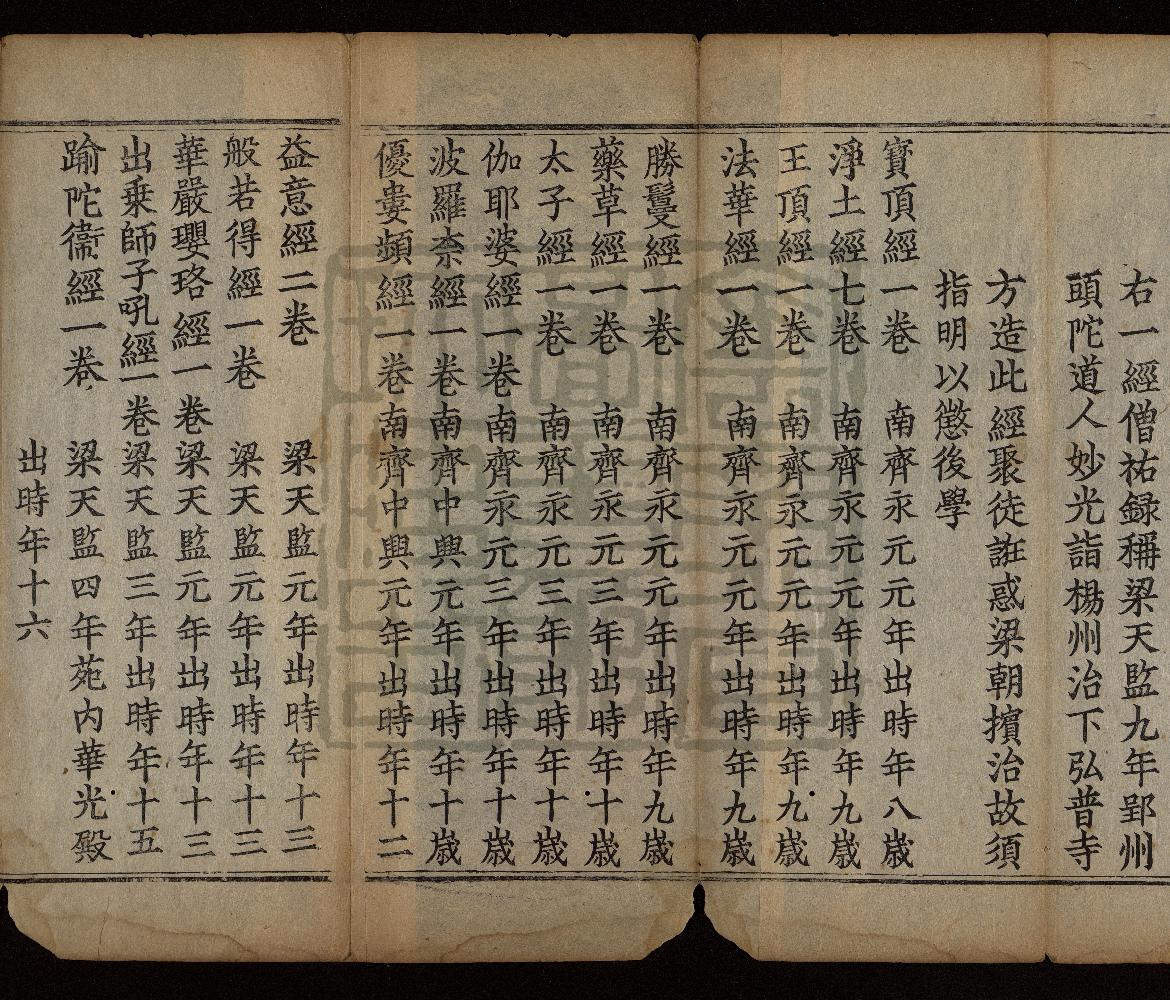 右一經僧祐録稱梁天監九年郢州
頭陀道人妙光詣楊州治下弘普寺
方造此經聚徒誑惑梁朝擯治故須
指明以懲後學
寳頂經一卷 南齊永元元年出時年八歲
淨土經七卷 南齊永元元年出時年九歲
王頂經一卷 南齊永元元年出時年九歲
法華經一卷 南齊永元元年出時年九歲
勝鬘經一卷 南齊永元元年出時年九歲
藥草經一卷 南齊永元三年出時年十歲
太子經一卷 南齊永元三年出時年十歲
伽耶婆經一卷南齊永元三年出時年十歲
波羅柰經一卷南齊中興元年出時年十歲
優婁頻經一卷南齊中興元年出時年十二
益意經二卷 梁天監元年出時年十三
般若得經一卷 梁天監元年出時年十三
華嚴瓔珞經一卷梁天監元年出時年十三
出乗師子吼經一卷梁天監三年出時年十五
踰陀衞經一卷 梁天監四年苑内華光殿
出時年十六